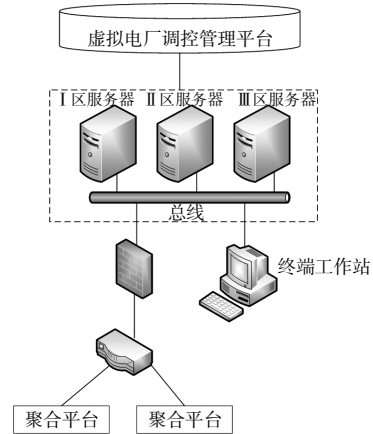 虚拟电厂调控管理平台
Ⅰ区服务器 Ⅱ区服务器 Ⅲ区服务器
总线
终端工作站
聚合平台 聚合平台